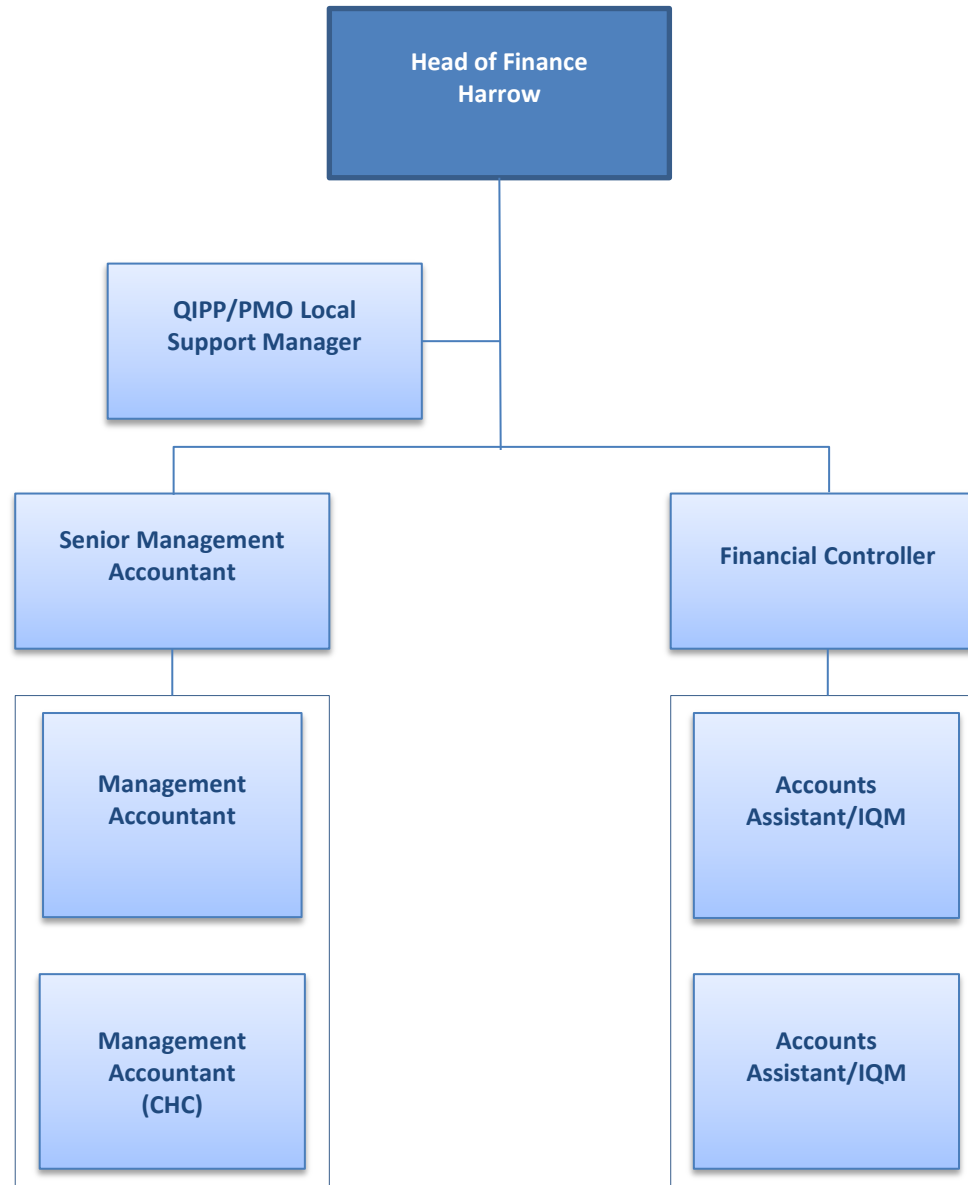 Head of Finance
Harrow
QIPP/PMO Local
Support Manager
Senior Management
Accountant
Financial Controller
Management
Accountant
Accounts
Assistant/IQM
Management
Accountant
(CHC)
Accounts
Assistant/IQM